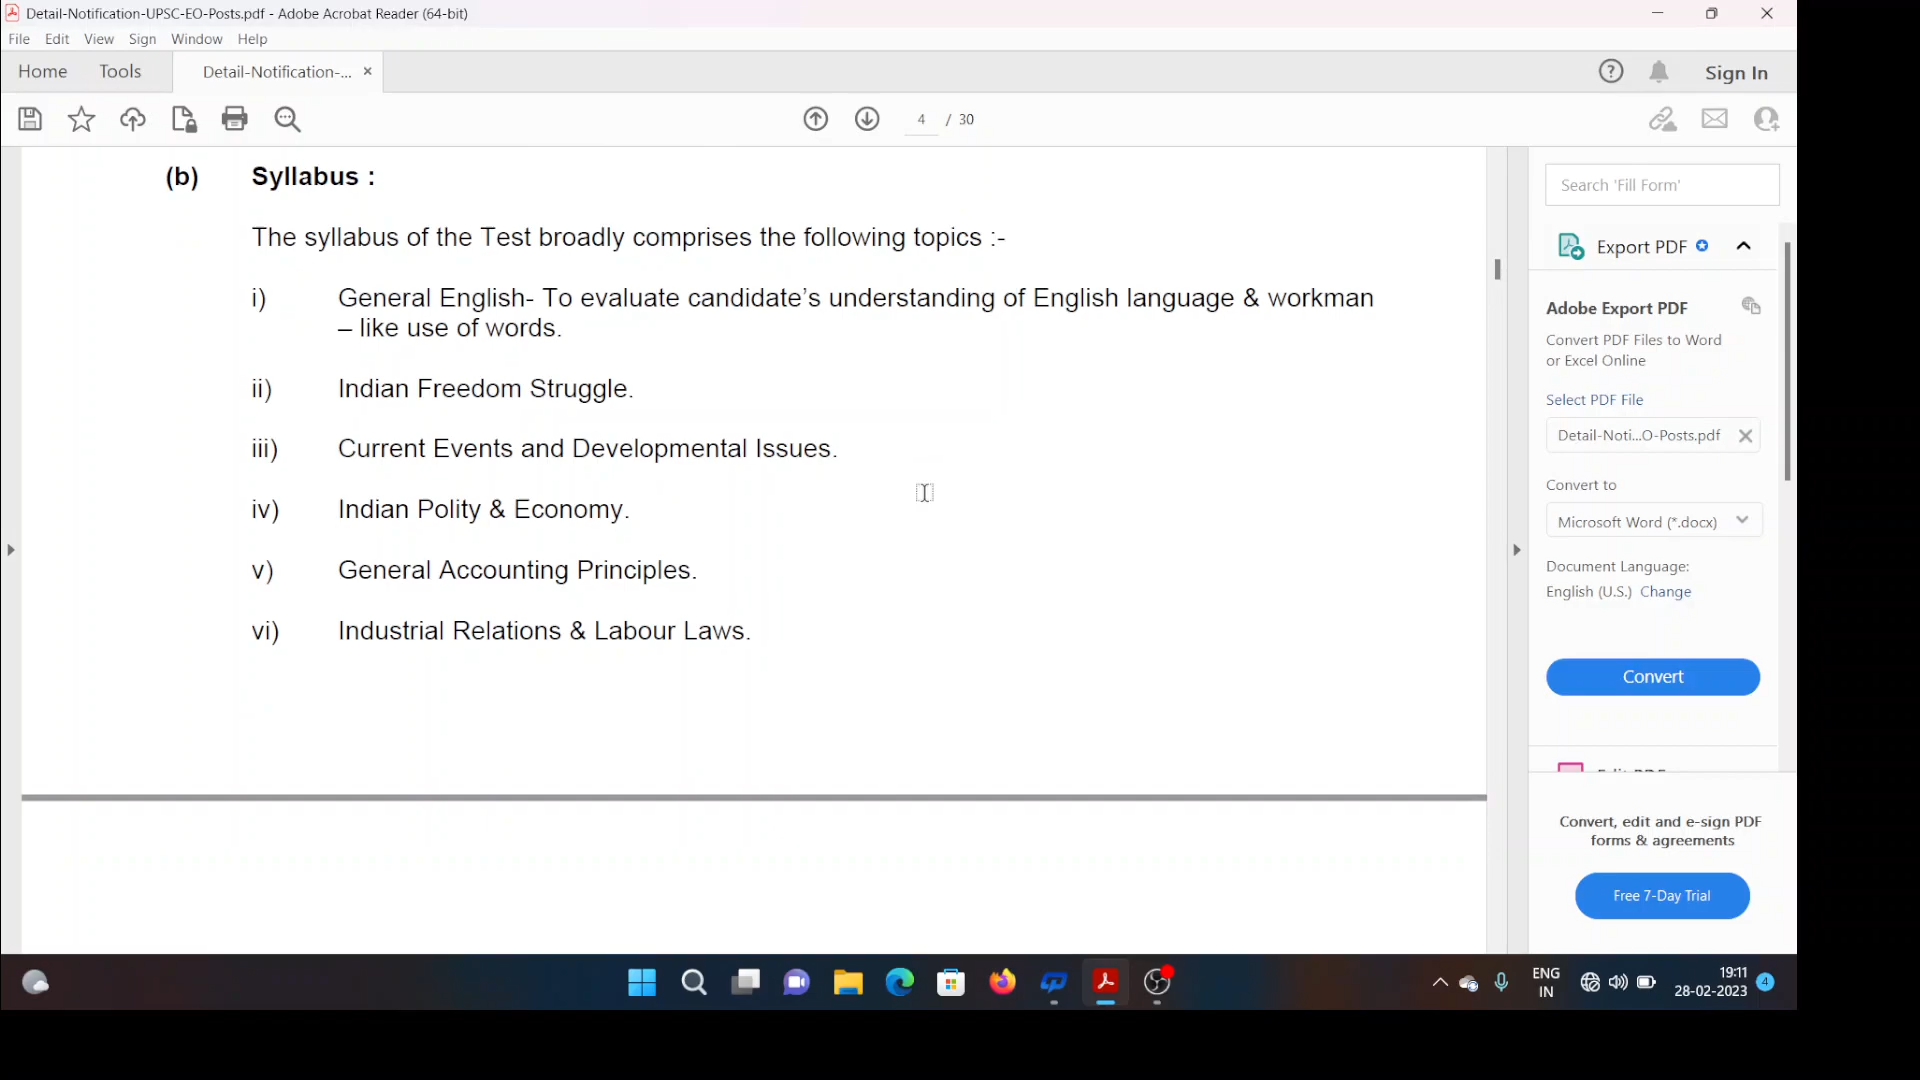 Detail-Notification-UPSC-EO-Posts.pdf - Adobe Acrobat Reader (64-bit)
File Edit View Sign Window Help
Home Tools Detail-Notification-... ×
Sign In
4 / 30
(b) Syllabus :
The syllabus of the Test broadly comprises the following topics :-
i) General English- To evaluate candidate’s understanding of English language & workman
– like use of words.
ii) Indian Freedom Struggle.
iii) Current Events and Developmental Issues.
iv) Indian Polity & Economy.
v) General Accounting Principles.
vi) Industrial Relations & Labour Laws.
Search 'Fill Form'
Export PDF
Adobe Export PDF
Convert PDF Files to Word
or Excel Online
Select PDF File
Detail-Noti...O-Posts.pdf
Convert to
Microsoft Word (*.docx)
Document Language:
English (U.S.) Change
Convert
Convert, edit and e-sign PDF
forms & agreements
Free 7-Day Trial
ENG
IN
19:11
28-02-2023
4